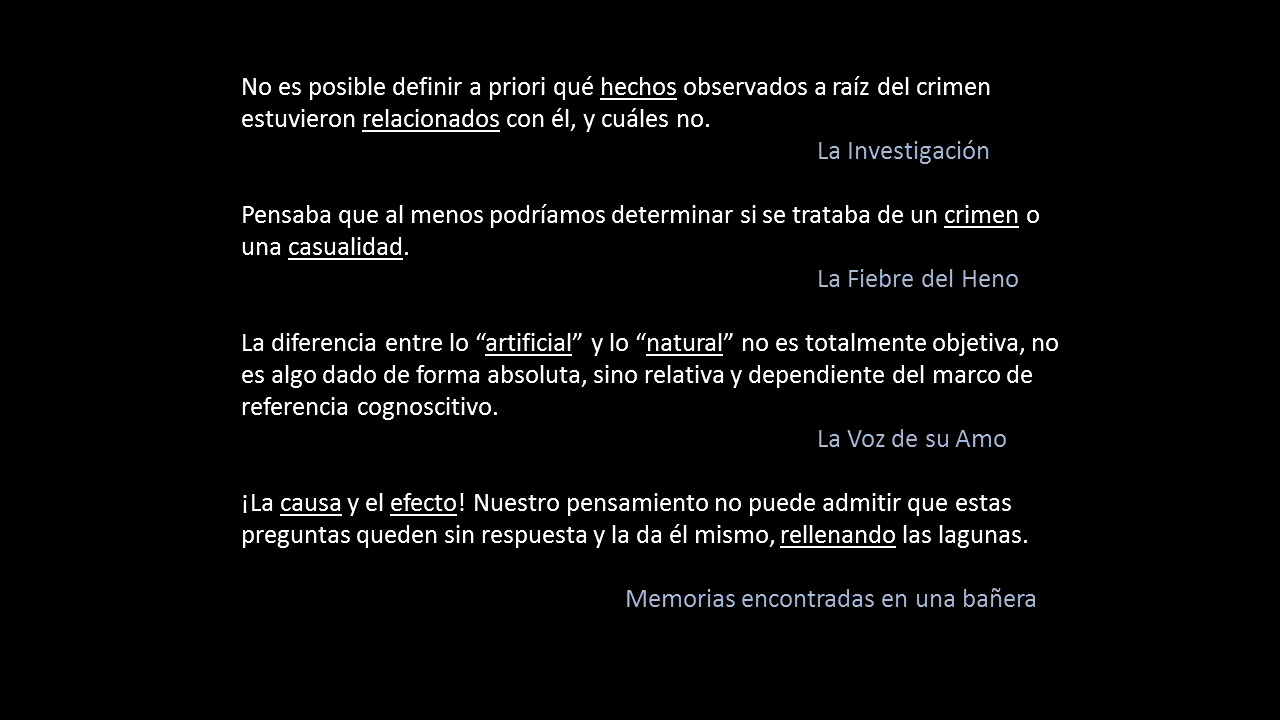 No es posible definir a priori qué hechos observados a raíz del crimen
estuvieron relacionados con él, y cuáles no.
La Investigación
Pensaba que al menos podríamos determinar si se trataba de un crimen o
una casualidad.
La Fiebre del Heno
La diferencia entre lo “artificial” y lo “natural” no es totalmente objetiva, no
es algo dado de forma absoluta, sino relativa y dependiente del marco de
referencia cognoscitivo.
La Voz de su Amo
¡La causa y el efecto! Nuestro pensamiento no puede admitir que estas
preguntas queden sin respuesta y la da él mismo, rellenando las lagunas.
Memorias encontradas en una bañera